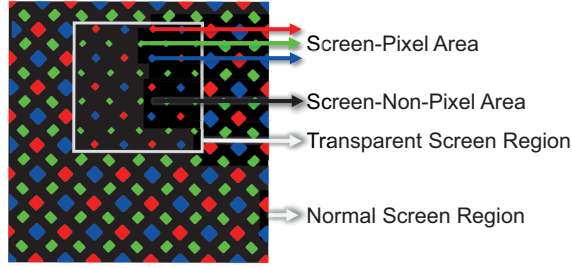 Screen-Pixel Area
Screen-Non-Pixel Area
Transparent Screen Region
Normal Screen Region